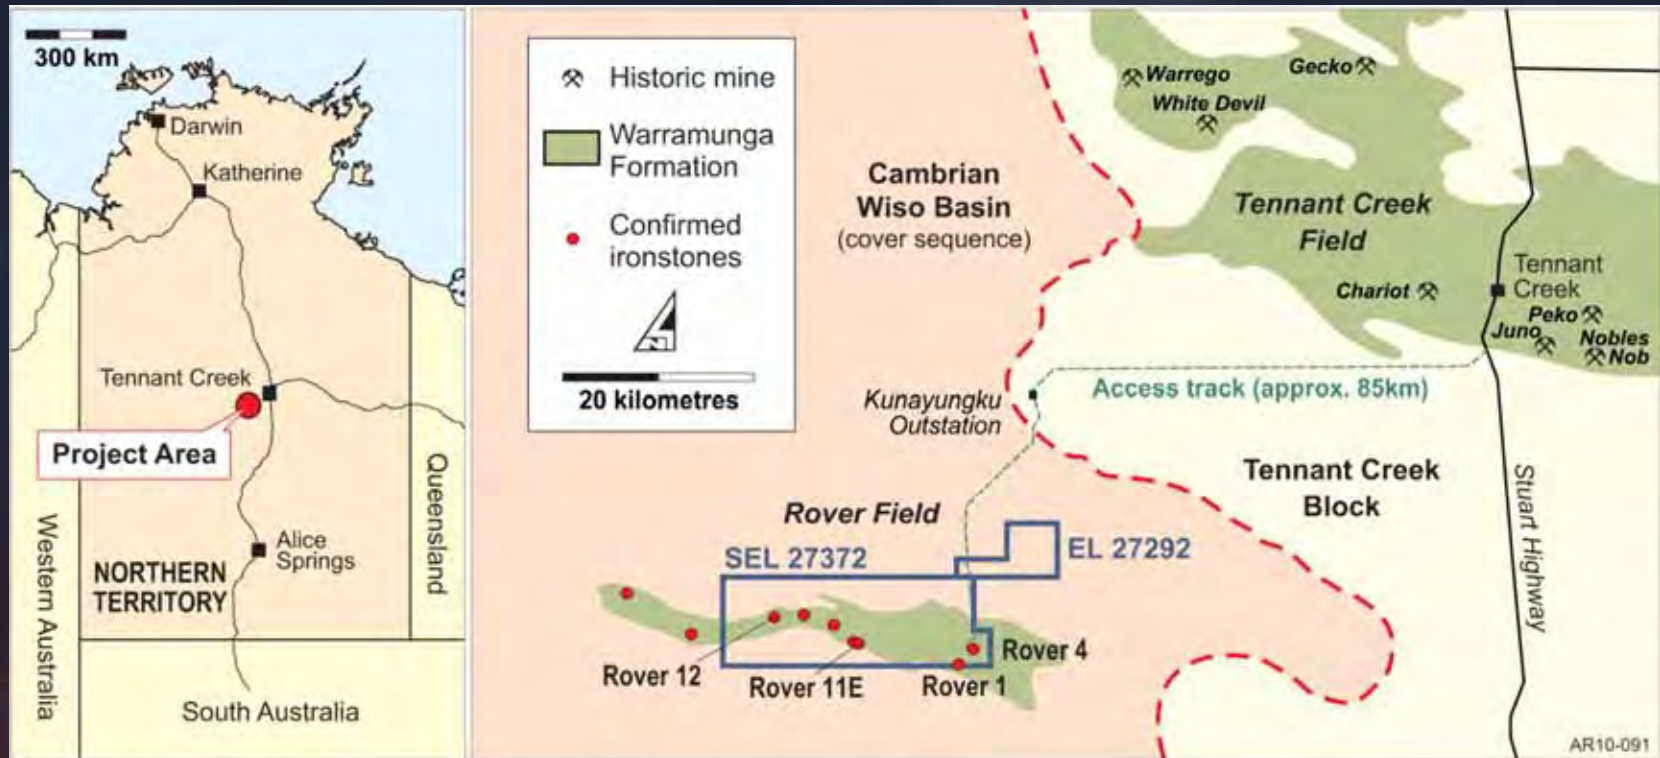 300 km
Darwin
Katherine
Tennant Creek
Project Area
Alice
Springs
NORTHERN
TERRITORY
Western Australia
Queensland
South Australia
Historic mine
Warramunga
Formation
Confirmed
ironstones
N
20 kilometres
Cambrian
Wiso Basin
(cover sequence)
Warrego
Gecko
White Devil
Tennant Creek
Field
Chariot
Tennant
Creek
Peko
Juno
Nobles
Nob
Access track (approx. 85km)
Kunayungku
Outstation
Tennant Creek
Block
Stuart Highway
Rover Field
SEL 27372
EL 27292
Rover 12
Rover 11E
Rover 1
Rover 4
AR10-091